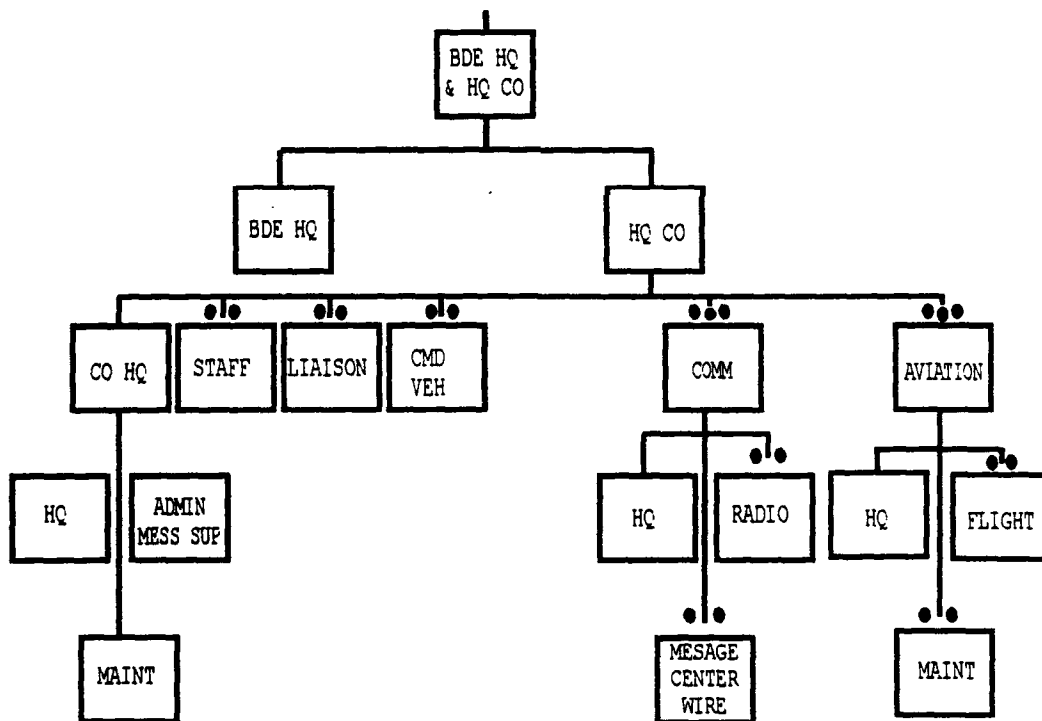 BDE HQ
& HQ CO
BDE HQ
HQ CO
CO HQ
STAFF
LIAISON
CMD
VEH
COMM
AVIATION
HQ
ADMIN
MESS SUP
HQ
RADIO
HQ
FLIGHT
MAINT
MESAGE
CENTER
WIRE
MAINT